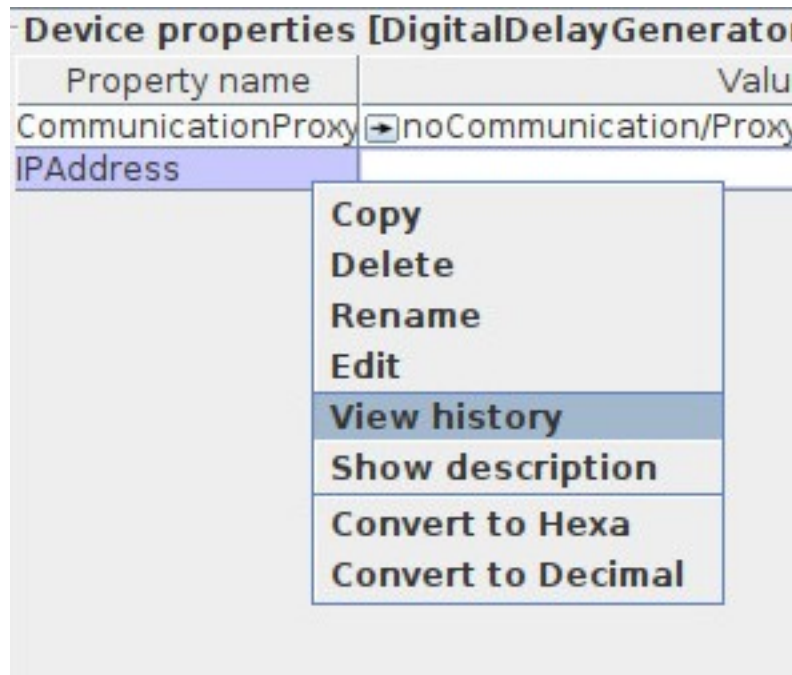 Device properties [DigitalDelayGenerator
Property name Valu
CommunicationProxy noCommunication/Proxy
IPAddress
Copy
Delete
Rename
Edit
View history
Show description
Convert to Hexa
Convert to Decimal